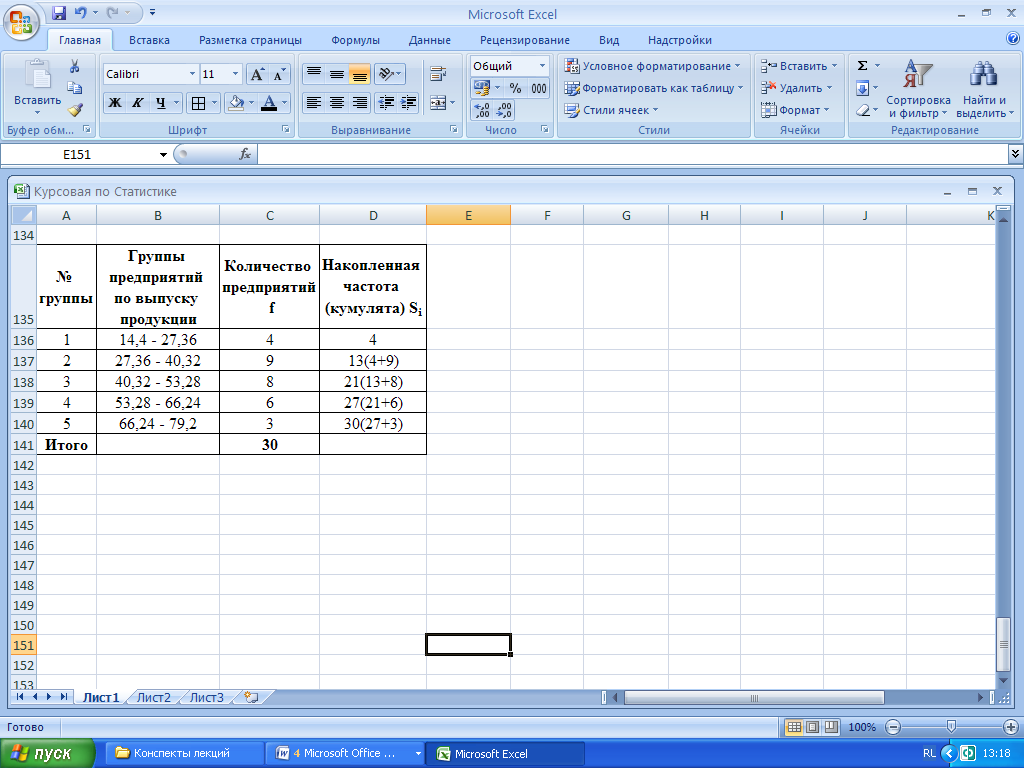 Microsoft Excel
Главная Вставка Разметка страницы Формулы Данные Рецензирование Вид Надстройки
Вставить
Буфер обм...
Calibri 11
Ж К Ч
Шрифт
Выравнивание
Общий
% 000
Число
Условное форматирование
Форматировать как таблицу
Стили ячеек
Стили
Вставить
Удалить
Формат
Ячейки
Σ
Сортировка и фильтр
Найти и выделить
Редактирование
E151 fx
Курсовая по Статистике
A B C D E F G H I J K
134
135 № группы Группы предприятий по выпуску продукции Количество предприятий f Накопленная частота (кумулята) Si
136 1 14,4 - 27,36 4 4
137 2 27,36 - 40,32 9 13(4+9)
138 3 40,32 - 53,28 8 21(13+8)
139 4 53,28 - 66,24 6 27(21+6)
140 5 66,24 - 79,2 3 30(27+3)
141 Итого 30
142
143
144
145
146
147
148
149
150
151
152
153
Лист1 Лист2 Лист3
Готово 100%
пуск Конспекты лекций 4 Microsoft Office ... Microsoft Excel RL 13:18